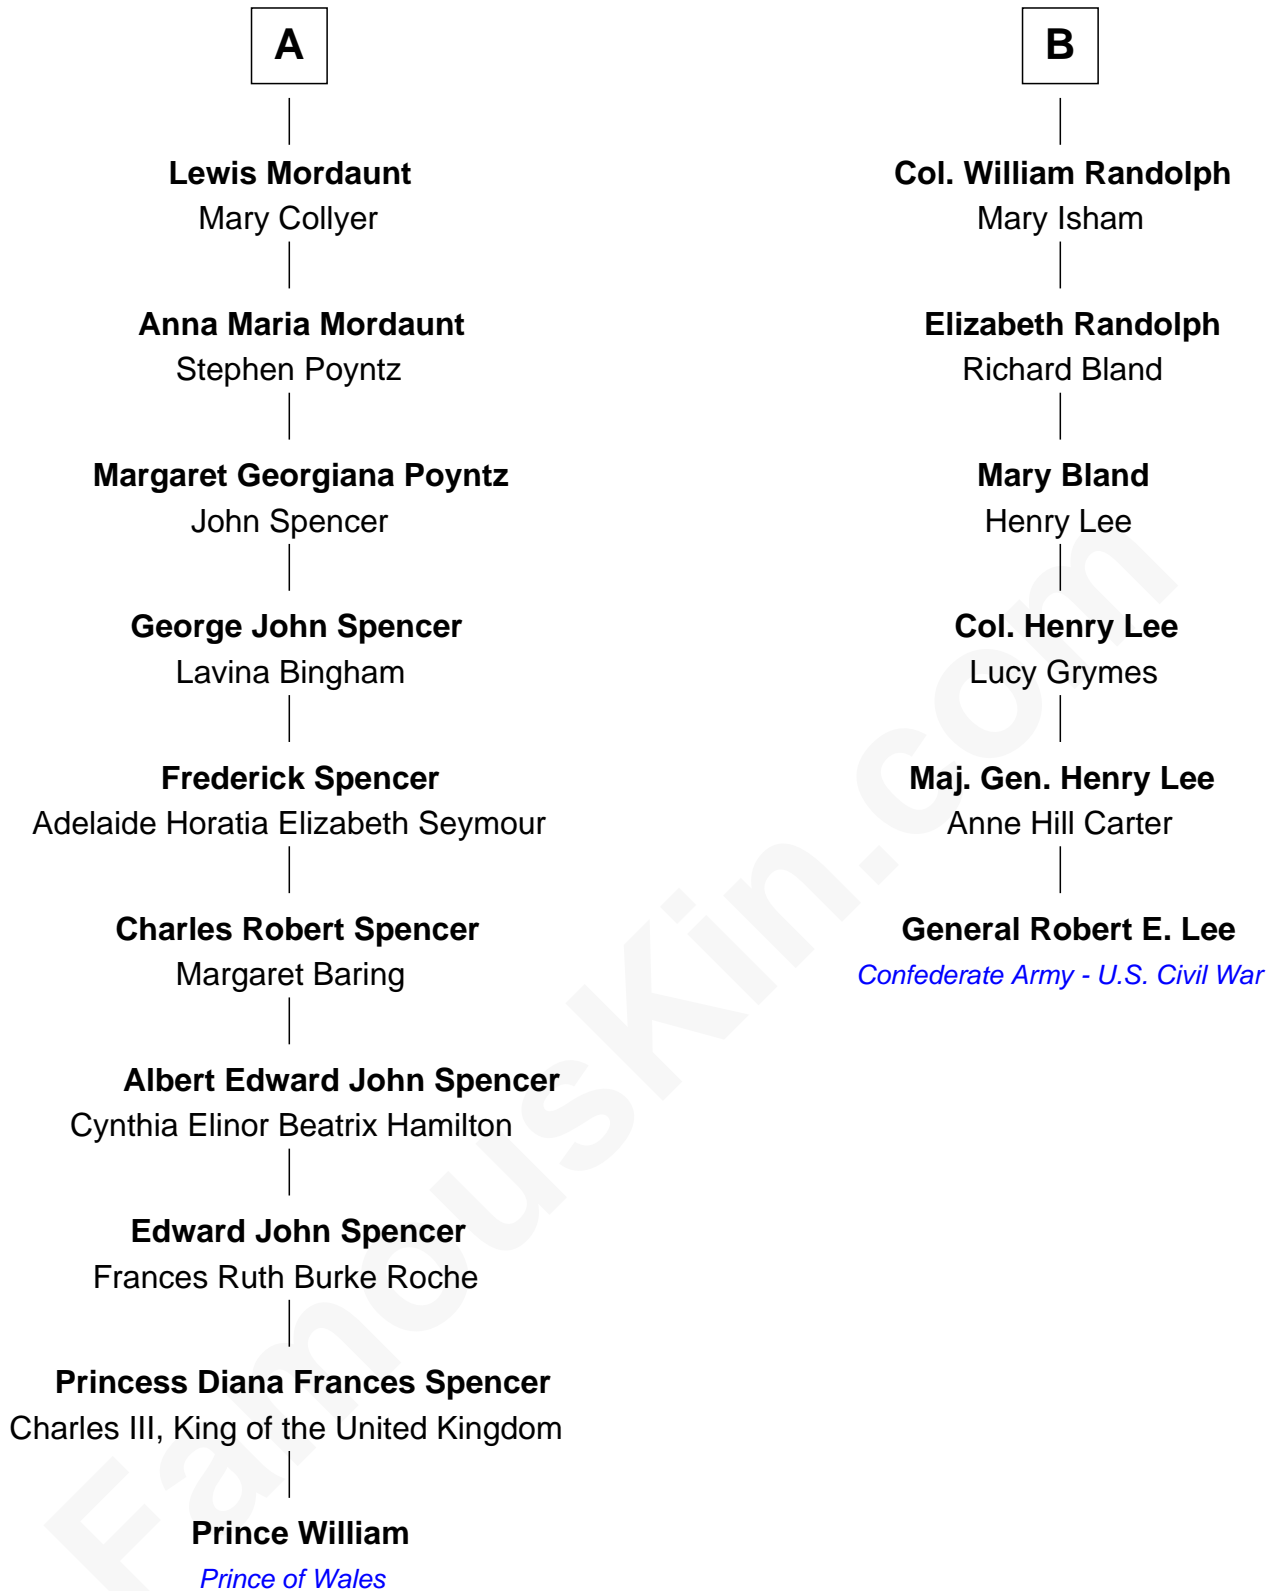 A
Lewis Mordaunt
Mary Collyer
Anna Maria Mordaunt
Stephen Poyntz
Margaret Georgiana Poyntz
John Spencer
George John Spencer
Lavina Bingham
Frederick Spencer
Adelaide Horatia Elizabeth Seymour
Charles Robert Spencer
Margaret Baring
Albert Edward John Spencer
Cynthia Elinor Beatrix Hamilton
Edward John Spencer
Frances Ruth Burke Roche
Princess Diana Frances Spencer
Charles III, King of the United Kingdom
Prince William
Prince of Wales
B
Col. William Randolph
Mary Isham
Elizabeth Randolph
Richard Bland
Mary Bland
Henry Lee
Col. Henry Lee
Lucy Grymes
Maj. Gen. Henry Lee
Anne Hill Carter
General Robert E. Lee
Confederate Army - U.S. Civil War
FamousKin.com